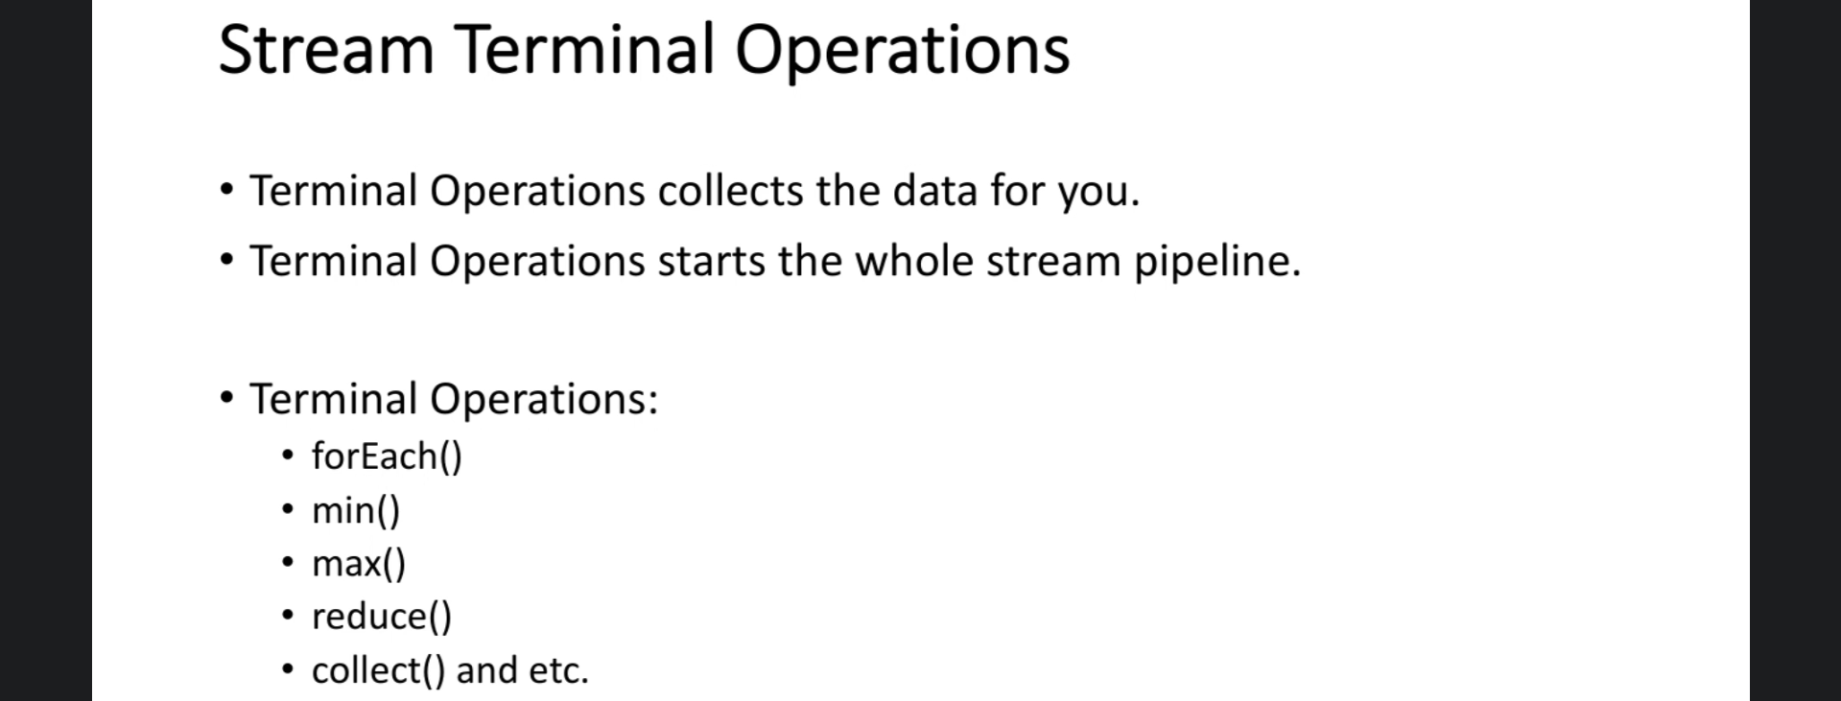 Stream Terminal Operations
• Terminal Operations collects the data for you.
• Terminal Operations starts the whole stream pipeline.
• Terminal Operations:
• forEach()
• min()
• max()
• reduce()
• collect() and etc.